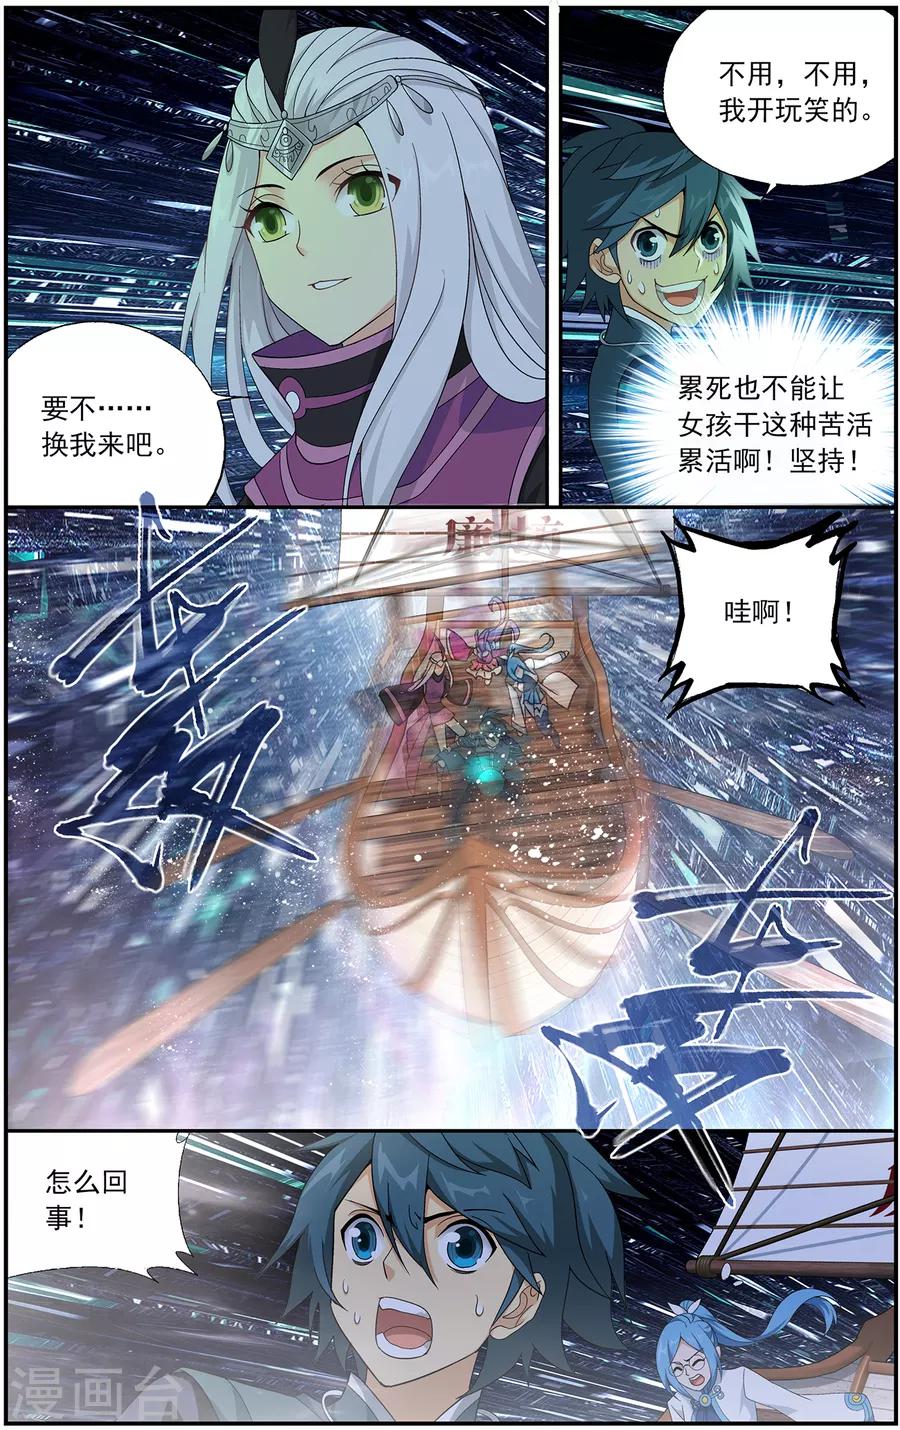 要不……
换我来吧。
不用，不用，
我开玩笑的。
累死也不能让
女孩干这种苦活
累活啊！坚持！
哇啊！
轰
轰
怎么回
事！
漫画台